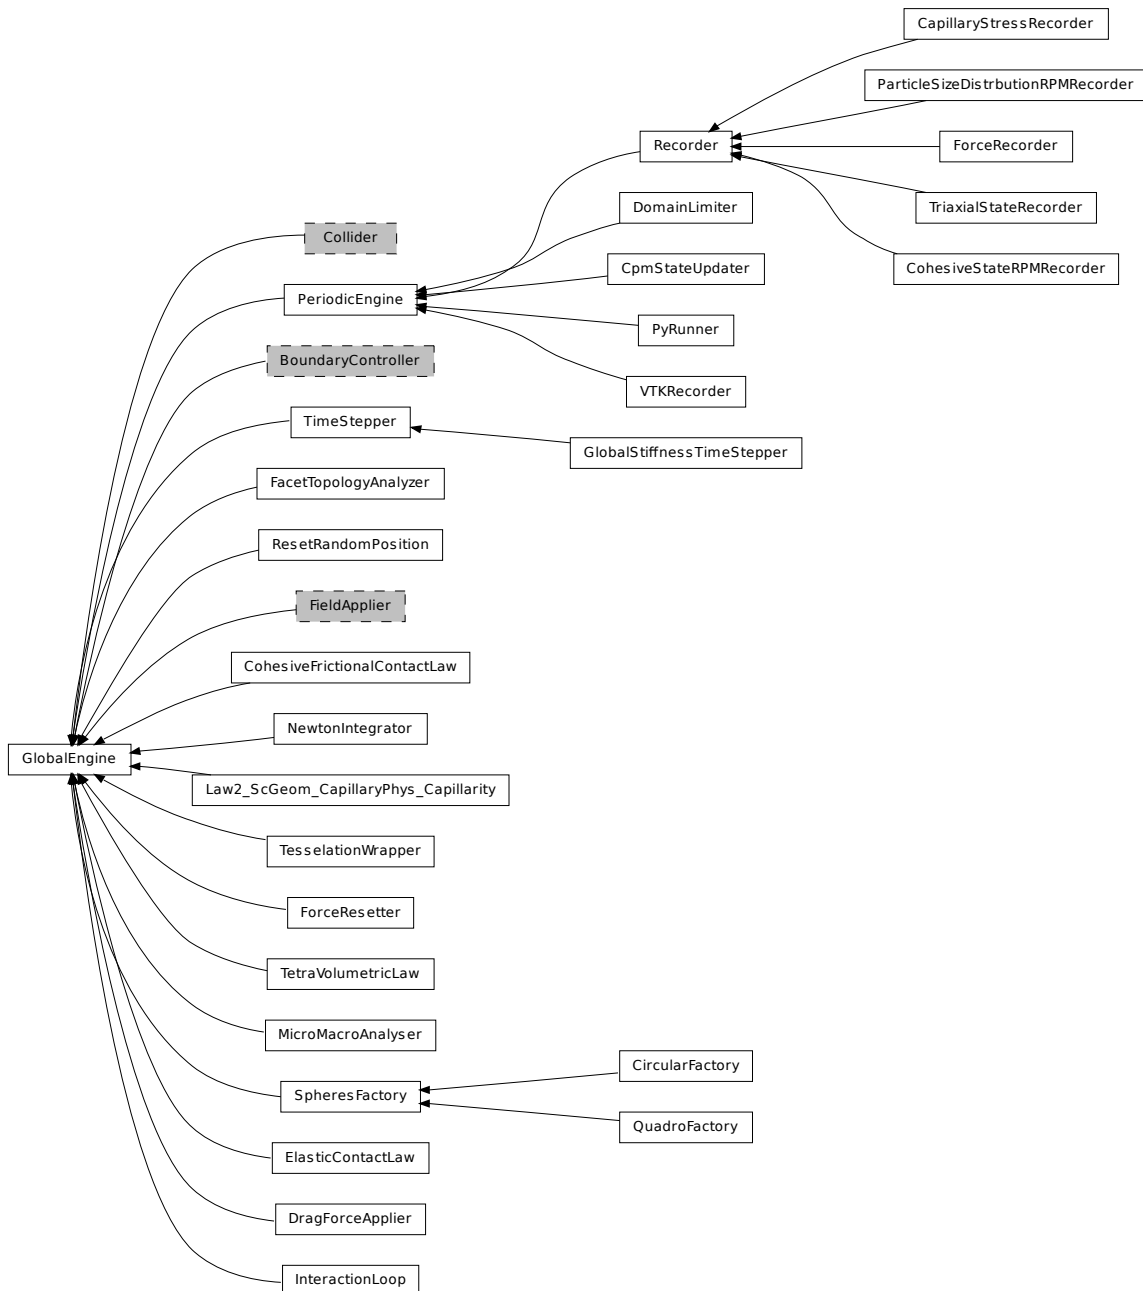 CapillaryStressRecorder
ParticleSizeDistrbutionRPMRecorder
Recorder
ForceRecorder
DomainLimiter
TriaxialStateRecorder
Collider
CpmStateUpdater
CohesiveStateRPMRecorder
PeriodicEngine
PyRunner
BoundaryController
VTKRecorder
TimeStepper
GlobalStiffnessTimeStepper
FacetTopologyAnalyzer
ResetRandomPosition
FieldApplier
CohesiveFrictionalContactLaw
NewtonIntegrator
GlobalEngine
Law2_ScGeom_CapillaryPhys_Capillarity
TesselationWrapper
ForceResetter
TetraVolumetricLaw
MicroMacroAnalyser
CircularFactory
SpheresFactory
QuadroFactory
ElasticContactLaw
DragForceApplier
InteractionLoop